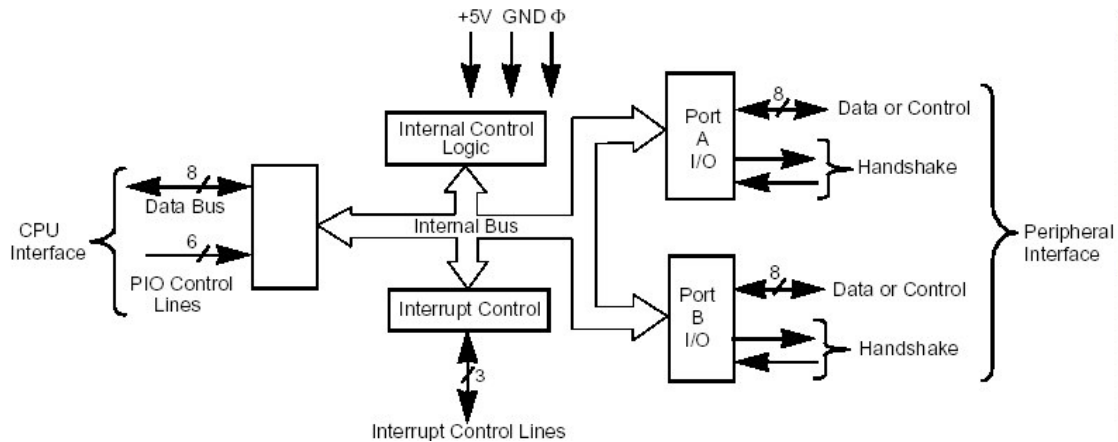 +5V GND Φ
Internal Control
Logic
CPU
Interface
8
Data Bus
6
PIO Control
Lines
Internal Bus
Interrupt Control
3
Interrupt Control Lines
Port
A
I/O
8
Data or Control
Handshake
Port
B
I/O
8
Data or Control
Handshake
Peripheral
Interface